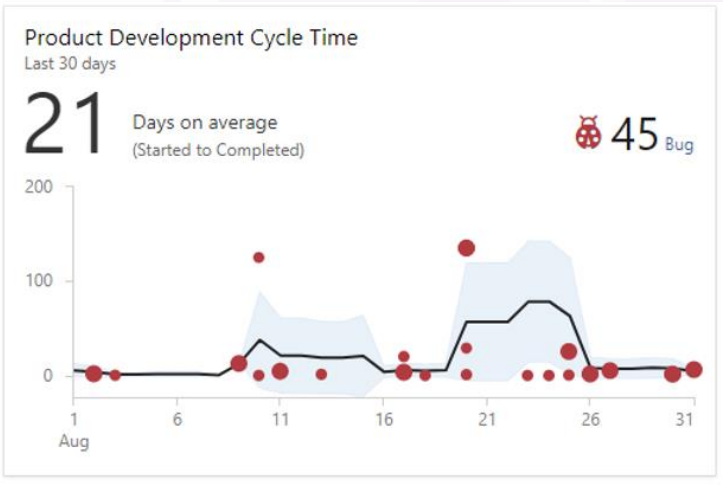 Product Development Cycle Time
Last 30 days
21
Days on average
(Started to Completed)
45 Bug
200
100
0
1 6 11 16 21 26 31
Aug